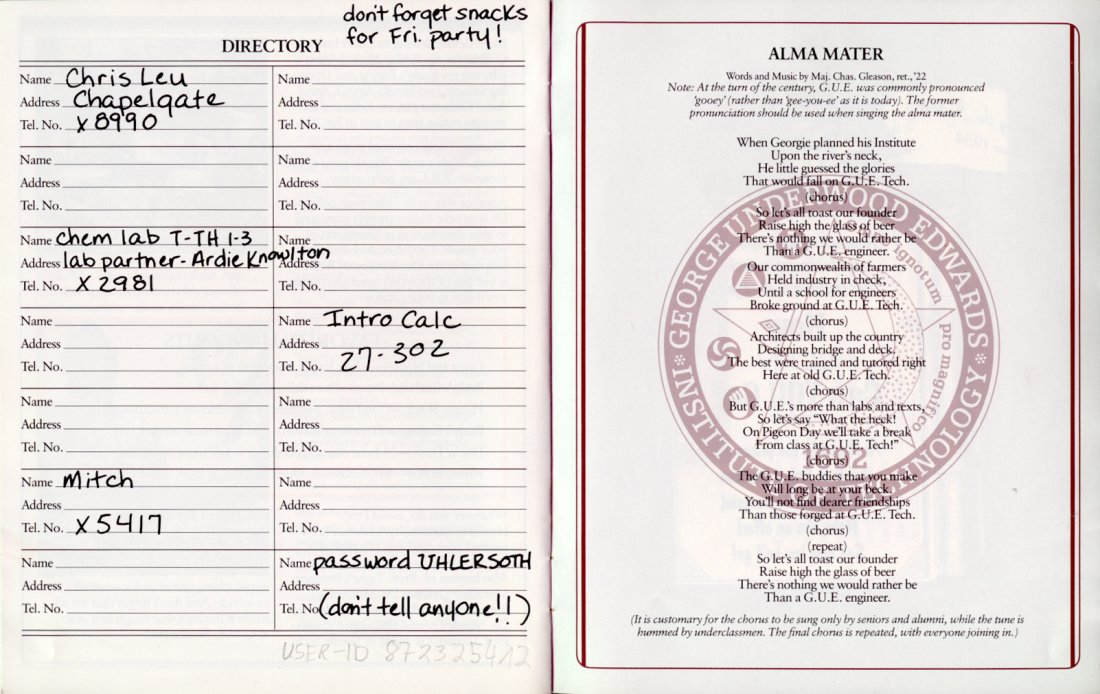 don't forget snacks
for Fri. party!
DIRECTORY
Name Chris Leu
Address Chapelgate
Tel. No. x 8990
Name
Address
Tel. No.
Name
Address
Tel. No.
Name
Address
Tel. No.
Name chem lab T-TH 1-3
Address lab partner - Ardie Knowlton
Tel. No. x 2981
Name
Address
Tel. No.
Name
Address
Tel. No.
Name Intro Calc
Address
Tel. No. 27-302
Name
Address
Tel. No.
Name
Address
Tel. No.
Name Mitch
Address
Tel. No. x 5417
Name
Address
Tel. No.
Name
Address
Tel. No.
Name password UHLERSOTH
Address
Tel. No (don't tell anyone!!)
USER-ID 872325412
ALMA MATER
Words and Music by Maj. Chas. Gleason, ret., '22
Note: At the turn of the century, G.U.E. was commonly pronounced
'gooey' (rather than 'gee-you-ee' as it is today). The former
pronunciation should be used when singing the alma mater.
When Georgie planned his Institute
Upon the river's neck,
He little guessed the glories
That would fall on G.U.E. Tech.
(chorus)
So let's all toast our founder
Raise high the glass of beer
There's nothing we would rather be
Than a G.U.E. engineer.
Our commonwealth of farmers
Held industry in check,
Until a school for engineers
Broke ground at G.U.E. Tech.
(chorus)
Architects built up the country
Designing bridge and deck.
The best were trained and tutored right
Here at old G.U.E. Tech.
(chorus)
But G.U.E.'s more than labs and texts,
So let's say "What the heck!
On Pigeon Day we'll take a break
From class at G.U.E. Tech!"
(chorus)
The G.U.E. buddies that you make
Will long be at your beck.
You'll not find dearer friendships
Than those forged at G.U.E. Tech.
(chorus)
(repeat)
So let's all toast our founder
Raise high the glass of beer
There's nothing we would rather be
Than a G.U.E. engineer.
(It is customary for the chorus to be sung only by seniors and alumni, while the tune is
hummed by underclassmen. The final chorus is repeated, with everyone joining in.)
GEORGE UNDERWOOD EDWARDS
INSTITUTE OF TECHNOLOGY
Omne ignotum
pro magnifico
1692